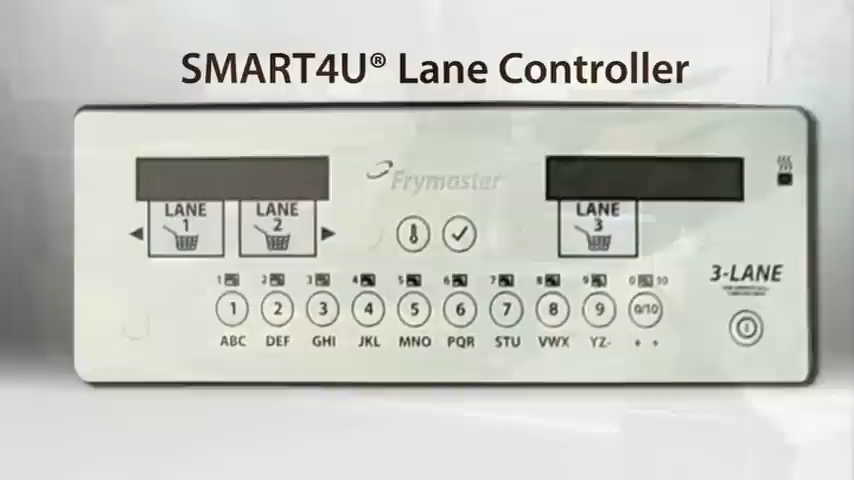 SMART4U® Lane Controller
Frymaster
LANE 1
LANE 2
LANE 3
3-LANE
1 2 3 4 5 6 7 8 9 0 10
1 2 3 4 5 6 7 8 9 0/10
ABC DEF GHI JKL MNO PQR STU VWX YZ-